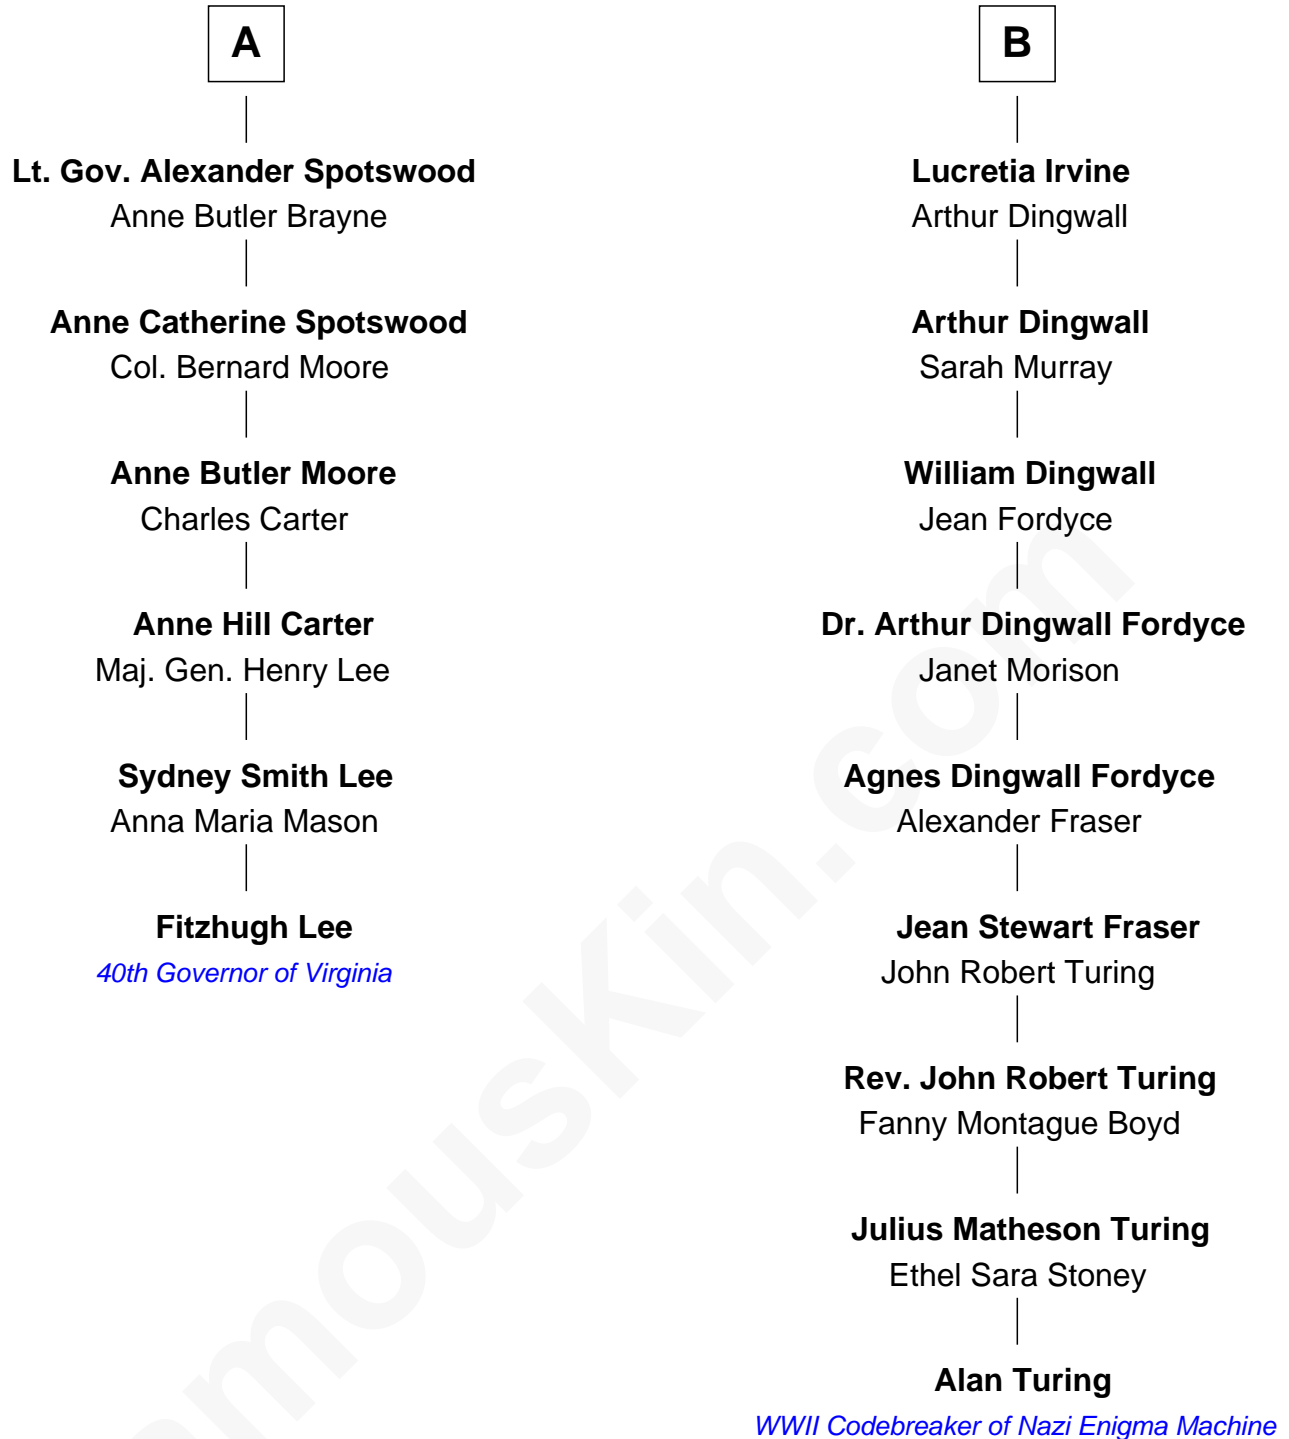 A
Lt. Gov. Alexander Spotswood
Anne Butler Brayne
Anne Catherine Spotswood
Col. Bernard Moore
Anne Butler Moore
Charles Carter
Anne Hill Carter
Maj. Gen. Henry Lee
Sydney Smith Lee
Anna Maria Mason
Fitzhugh Lee
40th Governor of Virginia
B
Lucretia Irvine
Arthur Dingwall
Arthur Dingwall
Sarah Murray
William Dingwall
Jean Fordyce
Dr. Arthur Dingwall Fordyce
Janet Morison
Agnes Dingwall Fordyce
Alexander Fraser
Jean Stewart Fraser
John Robert Turing
Rev. John Robert Turing
Fanny Montague Boyd
Julius Matheson Turing
Ethel Sara Stoney
Alan Turing
WWII Codebreaker of Nazi Enigma Machine
amouskin.com